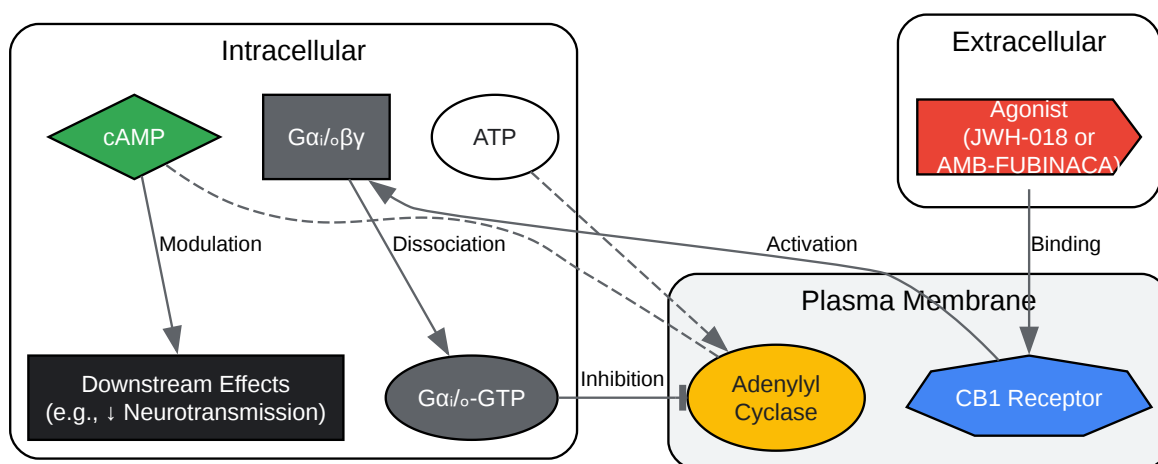 Intracellular
Extracellular
cAMP
Gαᵢ/ₒβγ
ATP
Agonist
(JWH-018 or
AMB-FUBINACA)
Modulation
Dissociation
Activation
Binding
Plasma Membrane
Downstream Effects
(e.g., ↓ Neurotransmission)
Gαᵢ/ₒ-GTP
Inhibition
Adenylyl
Cyclase
CB1 Receptor